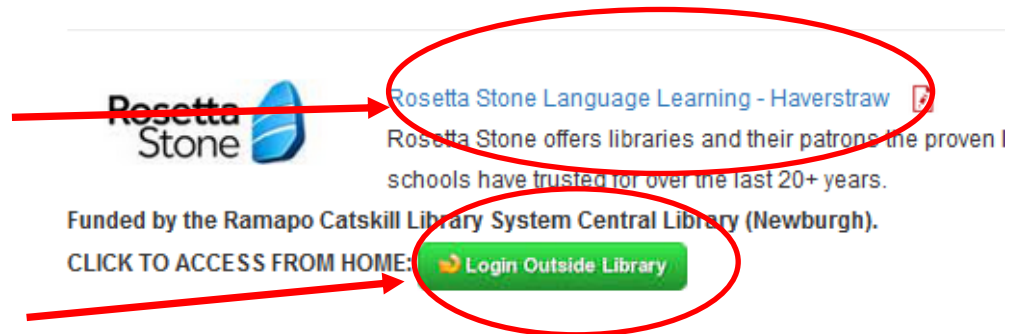 Rosetta Stone
Rosetta Stone Language Learning - Haverstraw
Rosetta Stone offers libraries and their patrons the proven
schools have trusted for over the last 20+ years.
Funded by the Ramapo Catskill Library System Central Library (Newburgh).
CLICK TO ACCESS FROM HOME: Login Outside Library